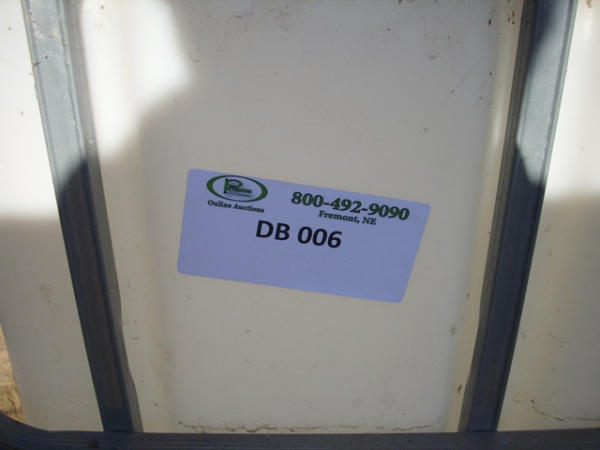 Online Auctions
800-492-9090
Fremont, NE
DB 006